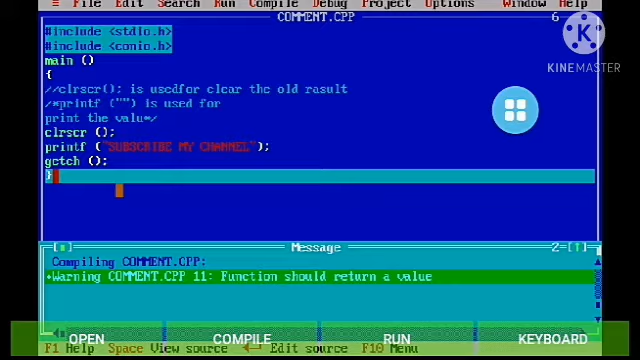 ≡ File Edit Search Run Compile Debug Project Options Window Help
COMMENT.CPP 6
#include <stdio.h>
#include <conio.h>
main ()
{
//clrscr(); is usedfor clear the old rasult
/*printf ("") is used for
print the value*/
clrscr ();
printf ("SUBSCRIBE MY CHANNEL");
getch ();
}
K
KINEMASTER
Message 2=[↑]
Compiling COMMENT.CPP:
•Warning COMMENT.CPP 11: Function should return a value
OPEN COMPILE RUN KEYBOARD
F1 Help Space View source ←┘ Edit source F10 Menu